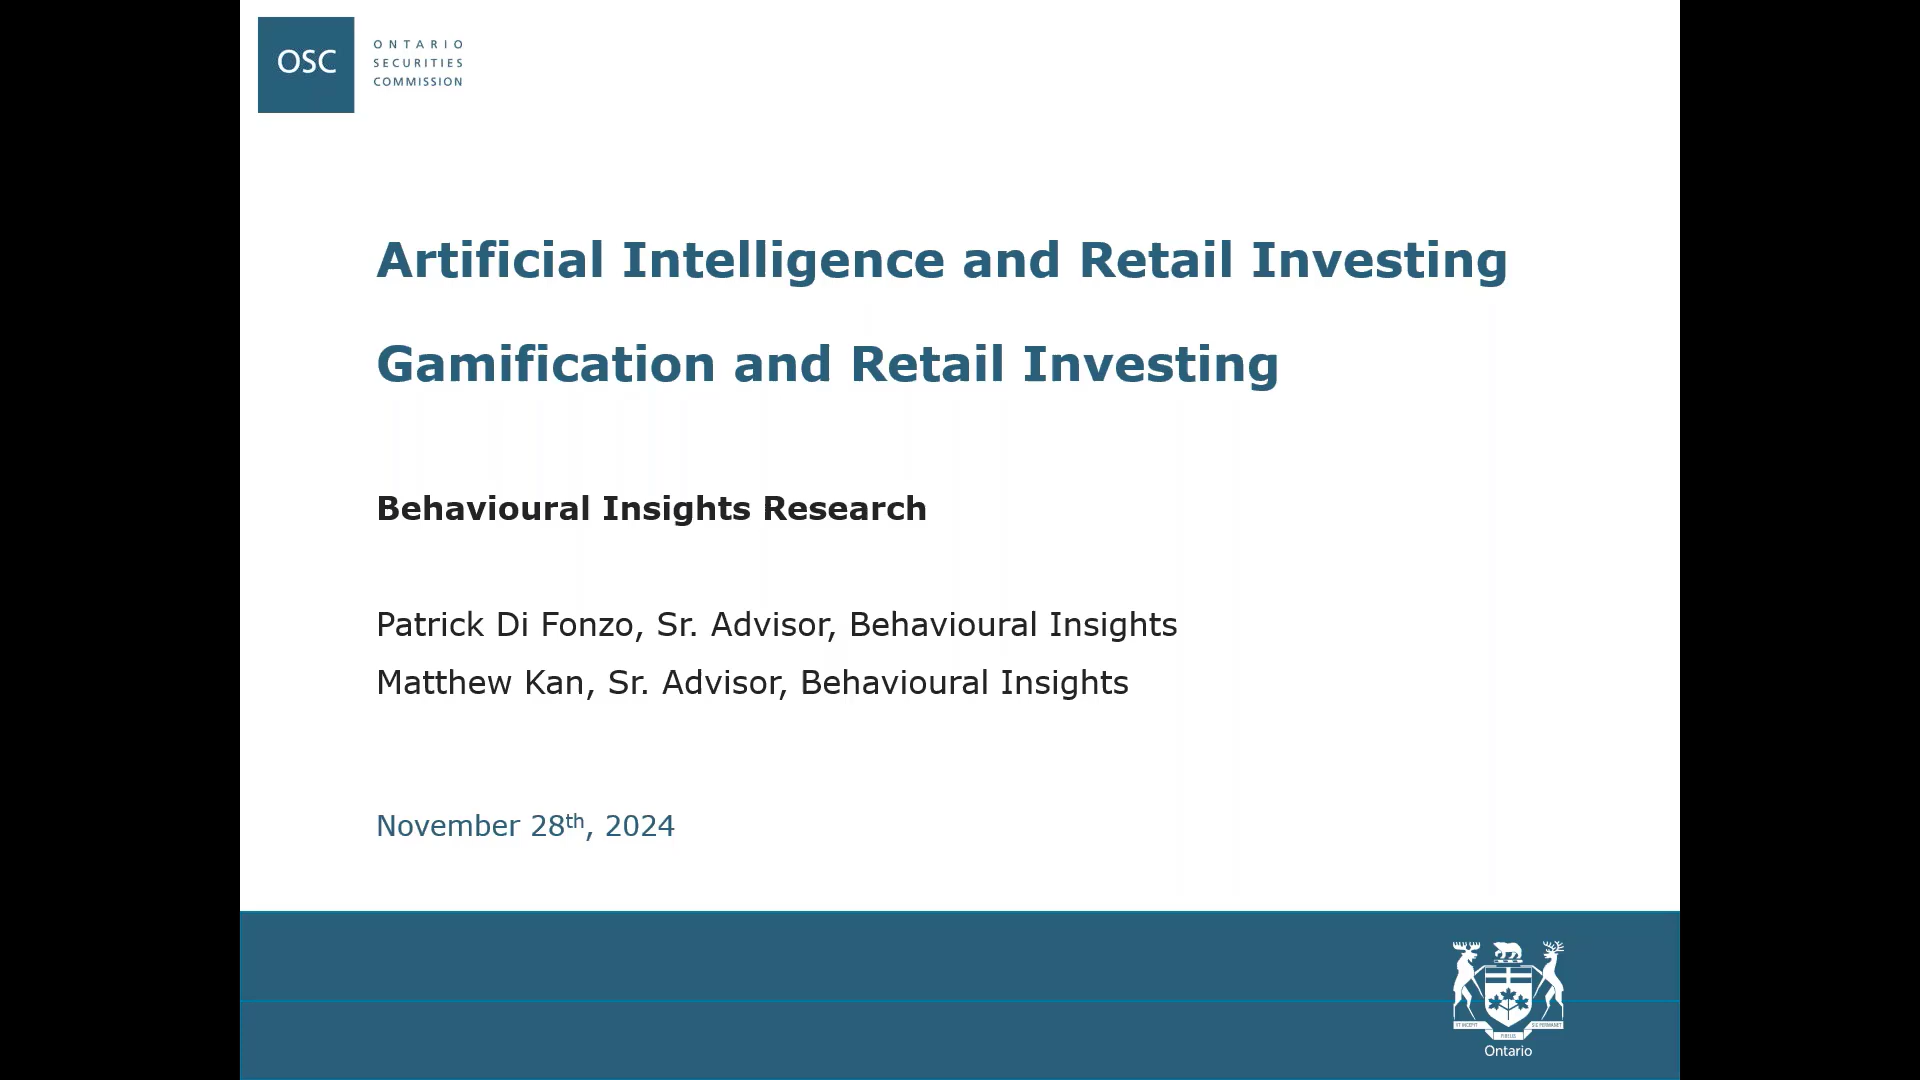 OSC
ONTARIO
SECURITIES
COMMISSION
Artificial Intelligence and Retail Investing
Gamification and Retail Investing
Behavioural Insights Research
Patrick Di Fonzo, Sr. Advisor, Behavioural Insights
Matthew Kan, Sr. Advisor, Behavioural Insights
November 28th, 2024
Ontario